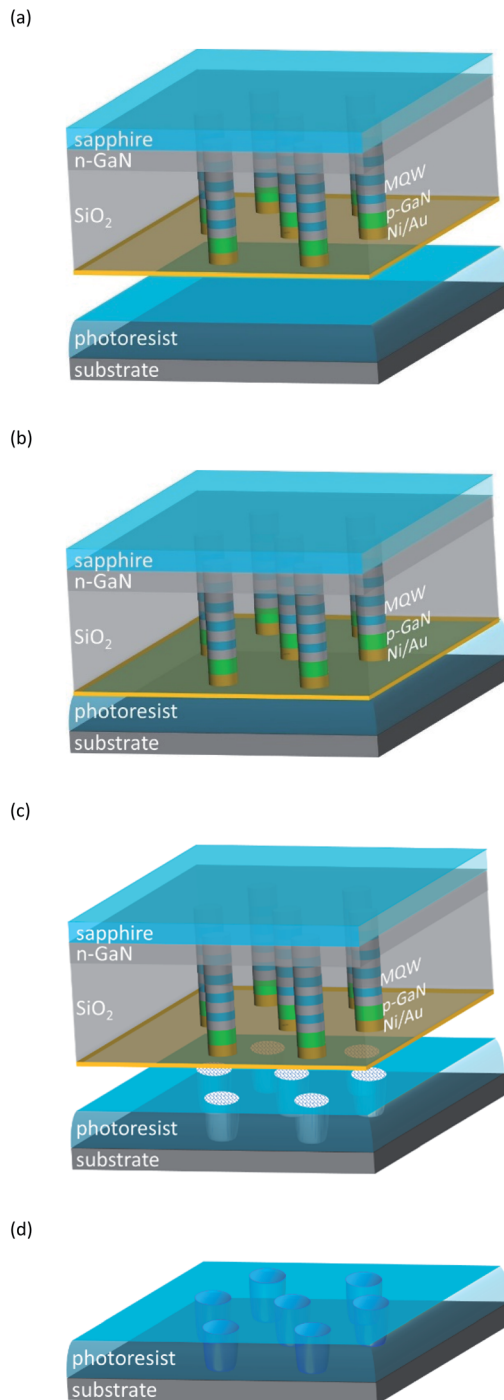 (a)
sapphire
n-GaN
SiO₂
MQW
p-GaN
Ni/Au
photoresist
substrate
(b)
sapphire
n-GaN
SiO₂
MQW
p-GaN
Ni/Au
photoresist
substrate
(c)
sapphire
n-GaN
SiO₂
MQW
p-GaN
Ni/Au
photoresist
substrate
(d)
photoresist
substrate